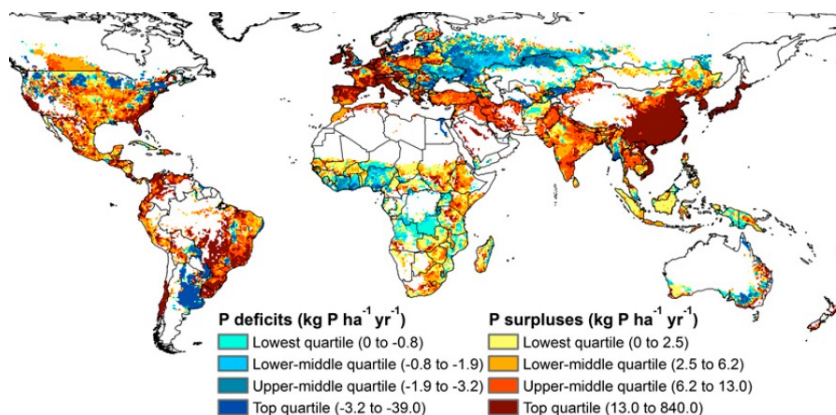 P deficits (kg P ha⁻¹ yr⁻¹)
Lowest quartile (0 to -0.8)
Lower-middle quartile (-0.8 to -1.9)
Upper-middle quartile (-1.9 to -3.2)
Top quartile (-3.2 to -39.0)
P surpluses (kg P ha⁻¹ yr⁻¹)
Lowest quartile (0 to 2.5)
Lower-middle quartile (2.5 to 6.2)
Upper-middle quartile (6.2 to 13.0)
Top quartile (13.0 to 840.0)